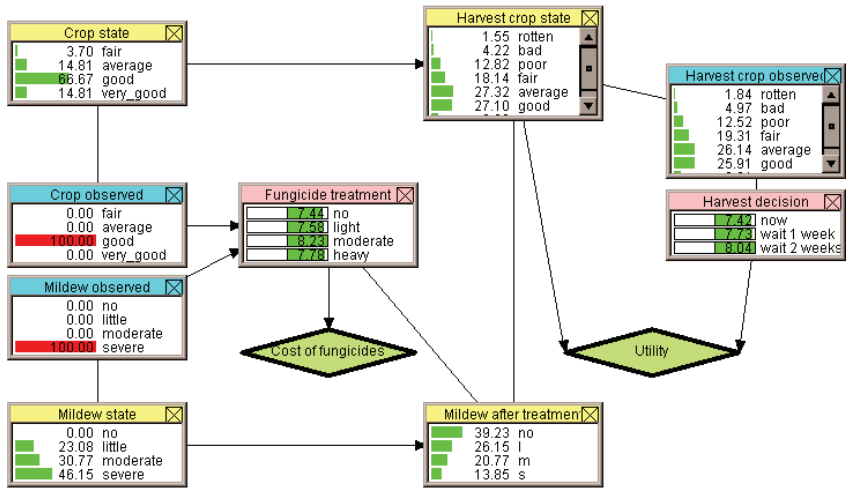 Crop state
3.70 fair
14.81 average
66.67 good
14.81 very_good
Harvest crop state
1.55 rotten
4.22 bad
12.82 poor
18.14 fair
27.32 average
27.10 good
Harvest crop observed
1.84 rotten
4.97 bad
12.52 poor
19.31 fair
26.14 average
25.91 good
Crop observed
0.00 fair
0.00 average
100.00 good
0.00 very_good
Fungicide treatment
7.44 no
7.58 light
8.23 moderate
7.78 heavy
Harvest decision
7.42 now
7.73 wait 1 week
8.04 wait 2 weeks
Mildew observed
0.00 no
0.00 little
0.00 moderate
100.00 severe
Cost of fungicides
Utility
Mildew state
0.00 no
23.08 little
30.77 moderate
46.15 severe
Mildew after treatment
39.23 no
26.15 l
20.77 m
13.85 s